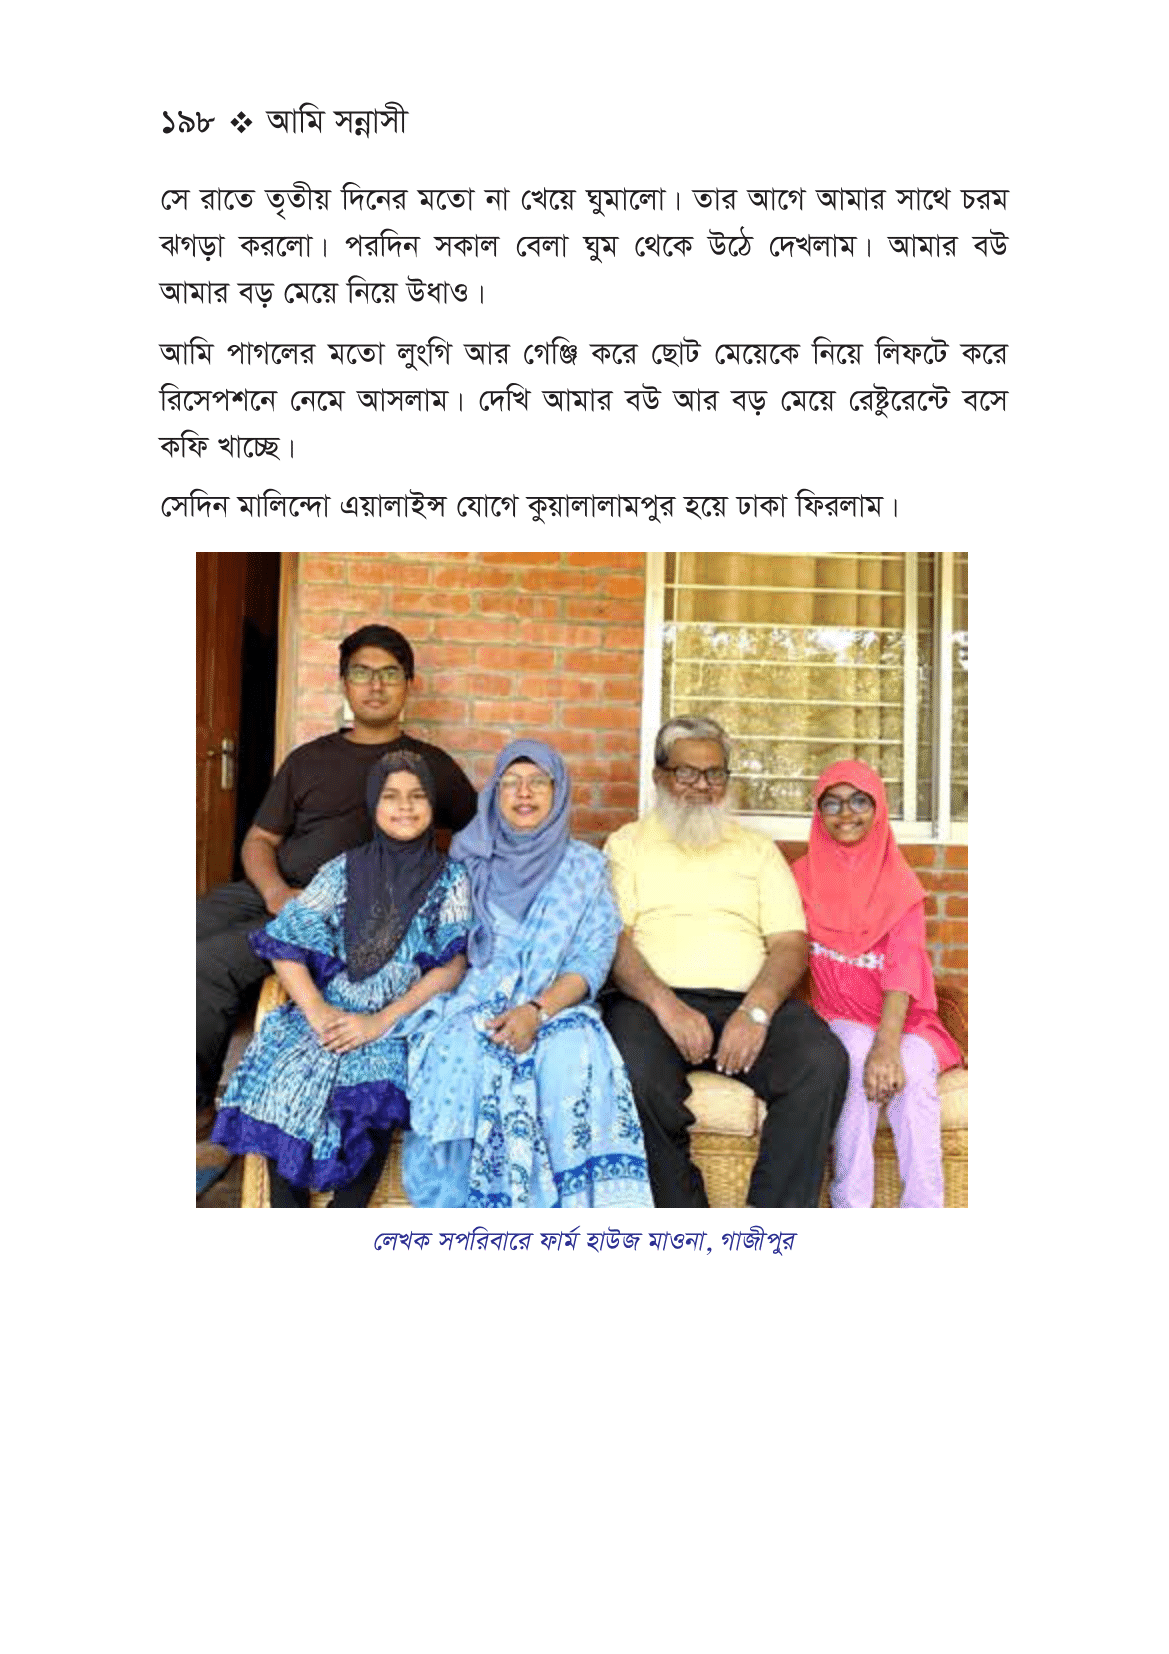 ১৯৮ ❖ আমি সন্নাসী
সে রাতে তৃতীয় দিনের মতো না খেয়ে ঘুমালো। তার আগে আমার সাথে চরম
ঝগড়া করলো। পরদিন সকাল বেলা ঘুম থেকে উঠে দেখলাম। আমার বউ
আমার বড় মেয়ে নিয়ে উধাও।
আমি পাগলের মতো লুংগি আর গেঞ্জি করে ছোট মেয়েকে নিয়ে লিফটে করে
রিসেপশনে নেমে আসলাম। দেখি আমার বউ আর বড় মেয়ে রেষ্টুরেন্টে বসে
কফি খাচ্ছে।
সেদিন মালিন্দো এয়ালাইন্স যোগে কুয়ালালামপুর হয়ে ঢাকা ফিরলাম।
লেখক সপরিবারে ফার্ম হাউজ মাওনা, গাজীপুর